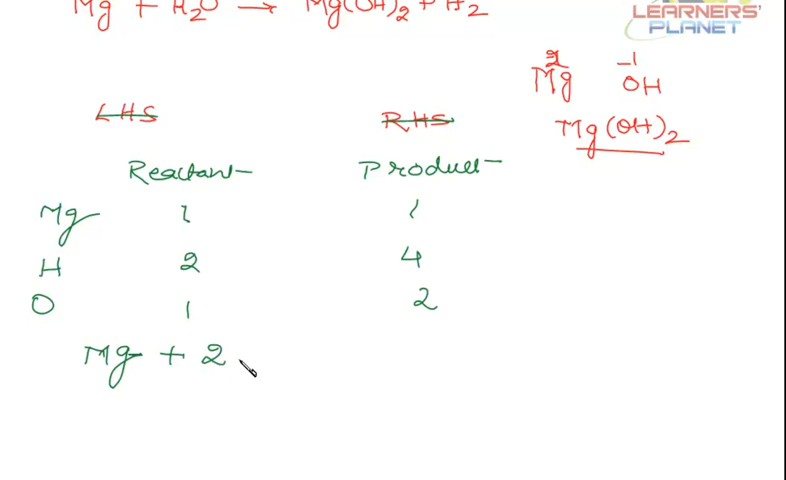 Mg + H2O → Mg(OH)2 + H2
LEARNERS'
PLANET
2 -1
Mg OH
Mg(OH)2
LHS RHS
Reactant Product
Mg 1 1
H 2 4
O 1 2
Mg + 2